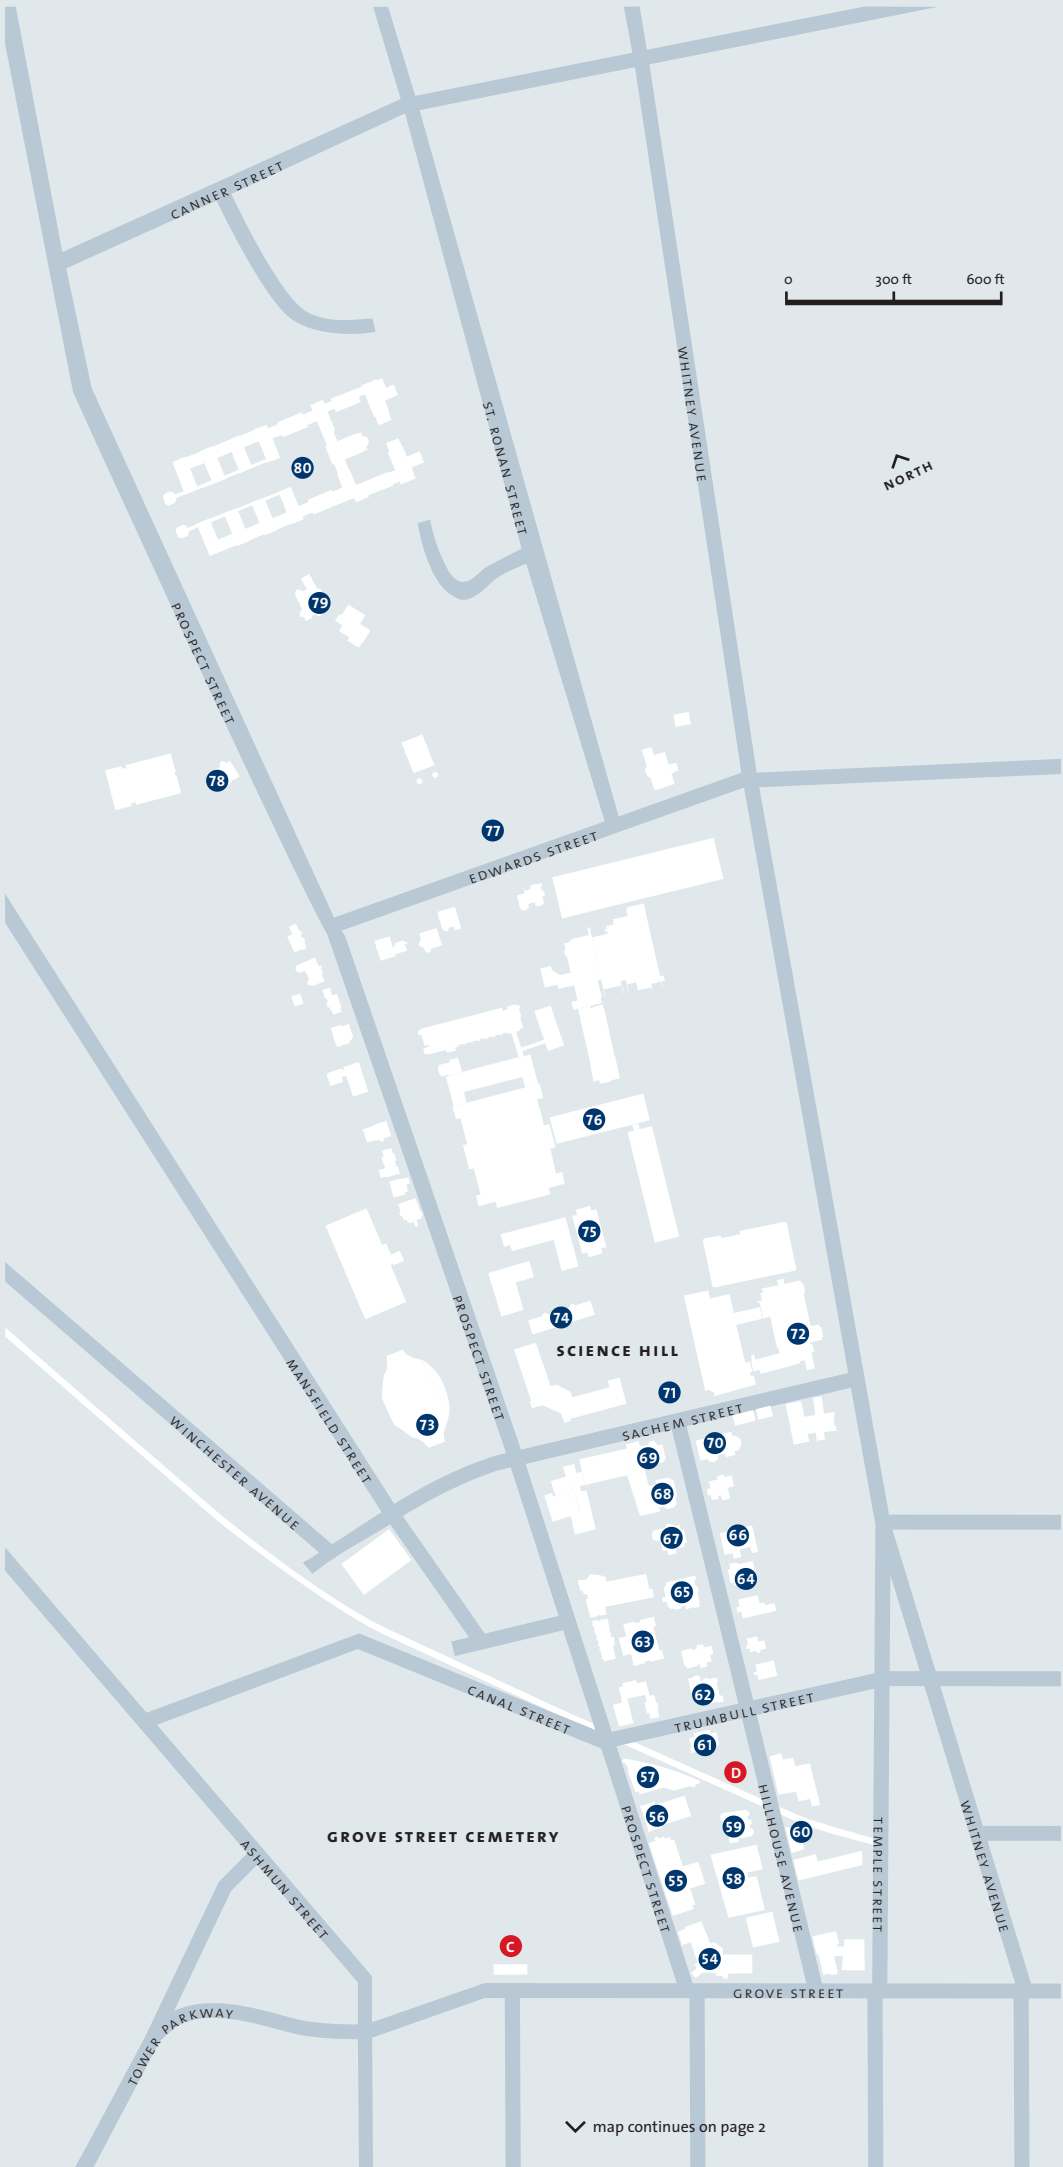 CANNER STREET
0 300 ft 600 ft
WHITNEY AVENUE
ST. RONAN STREET
NORTH
80
79
PROSPECT STREET
78
77
EDWARDS STREET
76
75
PROSPECT STREET
74
72
SCIENCE HILL
MANSFIELD STREET
71
SACHEM STREET
73
WINCHESTER AVENUE
70
69
68
67
66
64
65
63
62
CANAL STREET
TRUMBULL STREET
61
D
57
HILLHOUSE AVENUE
56
59
60
PROSPECT STREET
TEMPLE STREET
WHITNEY AVENUE
GROVE STREET CEMETERY
ASHMUN STREET
55
58
C
54
GROVE STREET
TOWER PARKWAY
map continues on page 2